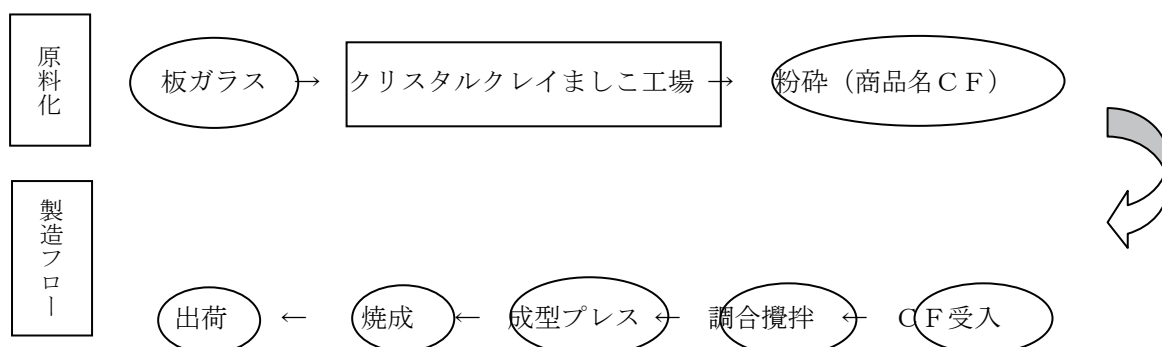 原料化
板ガラス → クリスタルクレイましこ工場 → 粉砕（商品名ＣＦ）
製造フロー
出荷 ← 焼成 ← 成型プレス ← 調合攪拌 ← ＣＦ受入